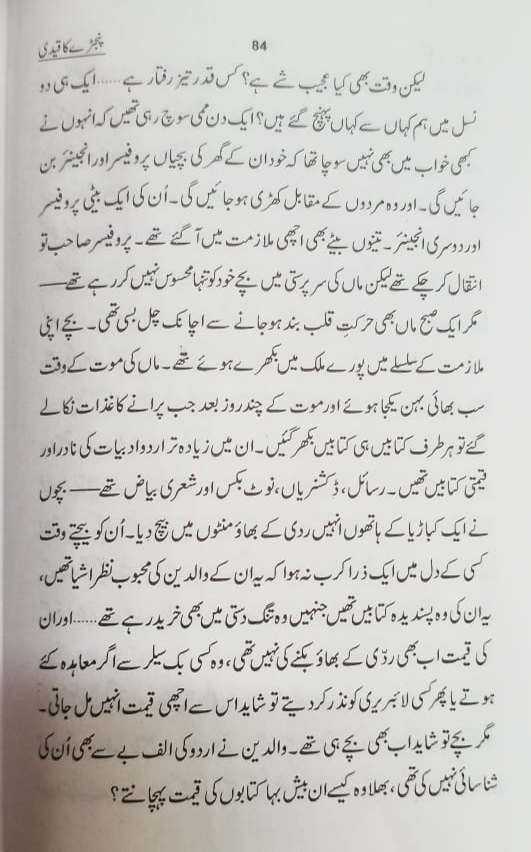 پنجڑے کا قیدی
84
لیکن وقت بھی کیا عجیب شے ہے؟ کس قدر تیز رفتار ہے...... ایک ہی دو
نسل میں ہم کہاں سے کہاں پہنچ گئے ہیں؟ ایک دن ممی سوچ رہی تھیں کہ انہوں نے
کبھی خواب میں بھی نہیں سوچا تھا کہ خود ان کے گھر کی بچیاں پروفیسر اور انجینئر بن
جائیں گی۔ اور وہ مردوں کے مقابل کھڑی ہو جائیں گی۔ اُن کی ایک بیٹی پروفیسر
اور دوسری انجینئر۔ تینوں بیٹے بھی اچھی ملازمت میں آ گئے تھے۔ پروفیسر صاحب تو
انتقال کر چکے تھے لیکن ماں کی سرپرستی میں بچے خود کو تنہا محسوس نہیں کر رہے تھے——
مگر ایک صبح ماں بھی حرکتِ قلب بند ہو جانے سے اچانک چل بسی تھی۔ بچے اپنی
ملازمت کے سلسلے میں پورے ملک میں بکھرے ہوئے تھے۔ ماں کی موت کے وقت
سب بھائی بہن یکجا ہوئے اور موت کے چند روز بعد جب پرانے کاغذات نکالے
گئے تو ہر طرف کتابیں ہی کتابیں بکھر گئیں۔ ان میں زیادہ تر اردو ادبیات کی نادر اور
قیمتی کتابیں تھیں۔ رسائل، ڈکشنریاں، نوٹ بکس اور شعری بیاض تھے—— بچوں
نے ایک کباڑیا کے ہاتھوں انہیں ردی کے بھاؤ منٹوں میں بیچ دیا۔ اُن کو بیچتے وقت
کسی کے دل میں ایک ذرا کرب نہ ہوا کہ یہ ان کے والدین کی محبوب نظر اشیا تھیں،
یہ ان کی وہ پسندیدہ کتابیں تھیں جنہیں وہ تنگ دستی میں بھی خرید رہے تھے...... اور ان
کی قیمت اب بھی ردّی کے بھاؤ بکنے کی نہیں تھی، وہ کسی بک سیلر سے اگر معاہدہ کئے
ہوتے یا پھر کسی لائبریری کو نذر کر دیتے تو شاید اس سے اچھی قیمت انہیں مل جاتی۔
مگر بچے تو شاید اب بھی بچے ہی تھے۔ والدین نے اردو کی الف بے سے بھی اُن کی
شناسائی نہیں کی تھی، بھلا وہ کیسے ان بیش بہا کتابوں کی قیمت پہچانتے؟